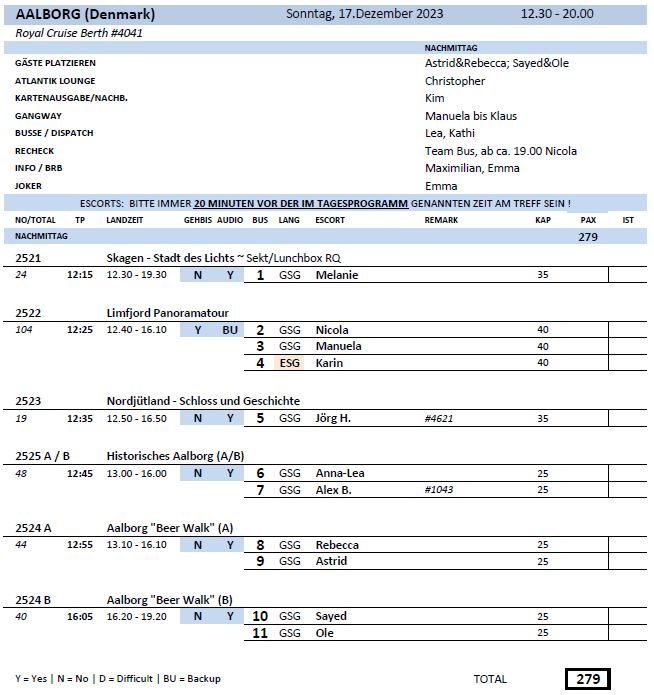 AALBORG (Denmark) Sonntag, 17.Dezember 2023 12.30 - 20.00
Royal Cruise Berth #4041
NACHMITTAG
GÄSTE PLATZIEREN Astrid&Rebecca; Sayed&Ole
ATLANTIK LOUNGE Christopher
KARTENAUSGABE/NACHB. Kim
GANGWAY Manuela bis Klaus
BUSSE / DISPATCH Lea, Kathi
RECHECK Team Bus, ab ca. 19.00 Nicola
INFO / BRB Maximilian, Emma
JOKER Emma
ESCORTS: BITTE IMMER 20 MINUTEN VOR DER IM TAGESPROGRAMM GENANNTEN ZEIT AM TREFF SEIN !
NO/TOTAL TP LANDZEIT GEHBIS AUDIO BUS LANG ESCORT REMARK KAP PAX IST
NACHMITTAG 279
2521 Skagen - Stadt des Lichts ~ Sekt/Lunchbox RQ
24 12:15 12.30 - 19.30 N Y 1 GSG Melanie 35
2522 Limfjord Panoramatour
104 12:25 12.40 - 16.10 Y BU 2 GSG Nicola 40
3 GSG Manuela 40
4 ESG Karin 40
2523 Nordjütland - Schloss und Geschichte
19 12:35 12.50 - 16.50 N Y 5 GSG Jörg H. #4621 35
2525 A / B Historisches Aalborg (A/B)
48 12:45 13.00 - 16.00 N Y 6 GSG Anna-Lea 25
7 GSG Alex B. #1043 25
2524 A Aalborg "Beer Walk" (A)
44 12:55 13.10 - 16.10 N Y 8 GSG Rebecca 25
9 GSG Astrid 25
2524 B Aalborg "Beer Walk" (B)
40 16:05 16.20 - 19.20 N Y 10 GSG Sayed 25
11 GSG Ole 25
Y = Yes | N = No | D = Difficult | BU = Backup TOTAL 279